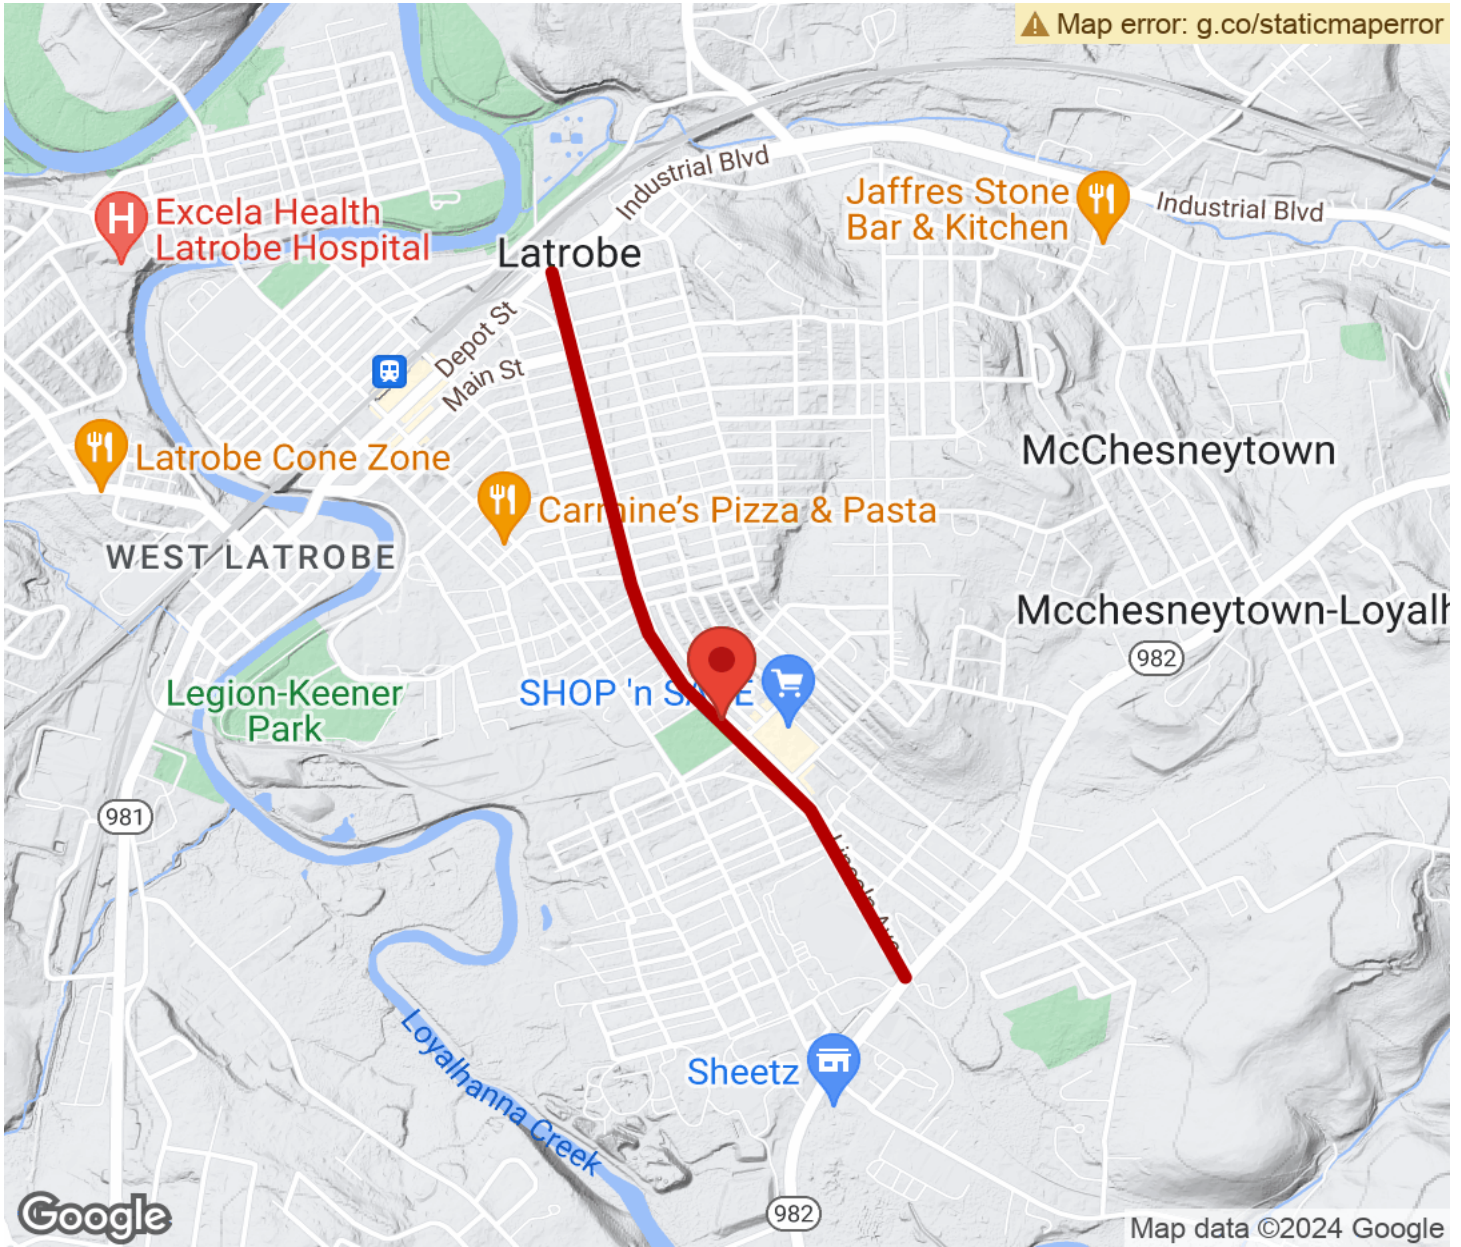 Map error: g.co/staticmaperror
Industrial Blvd
Jaffres Stone
Bar & Kitchen
Industrial Blvd
Excela Health
Latrobe Hospital
Latrobe
Depot St
Main St
McChesneytown
Latrobe Cone Zone
Carmine's Pizza & Pasta
WEST LATROBE
Mcchesneytown-Loyalh
982
Legion-Keener
Park
SHOP 'n SAVE
981
Lincoln Ave
Loyalhanna Creek
Sheetz
982
Google
Map data ©2024 Google